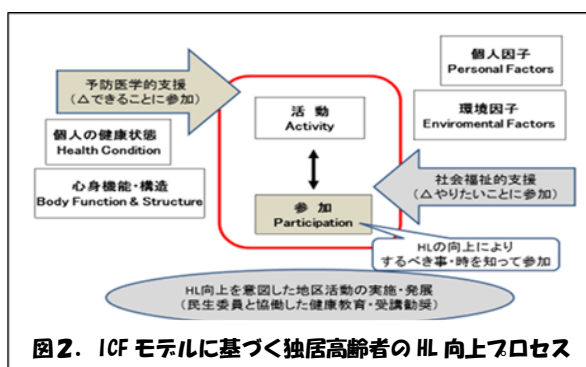 予防医学的支援
(△できることに参加)
個人の健康状態
Health Condition
心身機能・構造
Body Function & Structure
活 動
Activity
参 加
Participation
個人因子
Personal Factors
環境因子
Enviromental Factors
社会福祉的支援
(△やりたいことに参加)
HLの向上により
するべき事・時を知って参加
HL向上を意図した地区活動の実施・発展
(民生委員と協働した健康教育・受講勧奨)
図2. ICF モデルに基づく独居高齢者の HL 向上プロセス